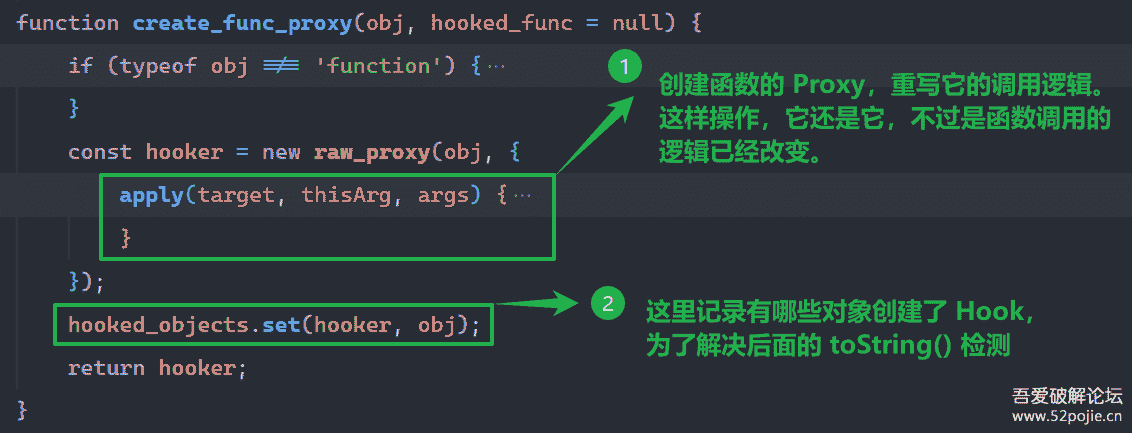 function create_func_proxy(obj, hooked_func = null) {
if (typeof obj !== 'function') {···
}
const hooker = new raw_proxy(obj, {
apply(target, thisArg, args) {···
}
});
hooked_objects.set(hooker, obj);
return hooker;
}
1
创建函数的 Proxy，重写它的调用逻辑。
这样操作，它还是它，不过是函数调用的
逻辑已经改变。
2
这里记录有哪些对象创建了 Hook，
为了解决后面的 toString() 检测
吾爱破解论坛
www.52pojie.cn